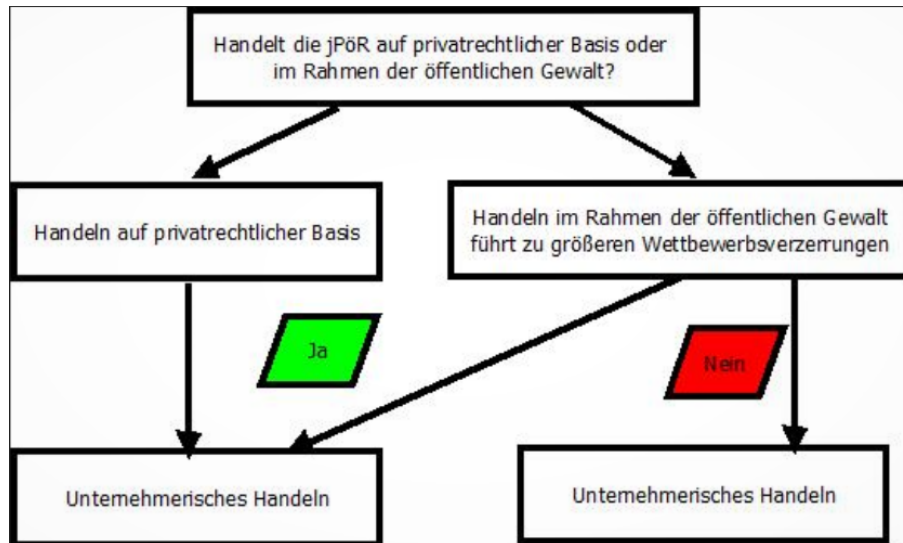 Handelt die jPöR auf privatrechtlicher Basis oder
im Rahmen der öffentlichen Gewalt?
Handeln auf privatrechtlicher Basis
Handeln im Rahmen der öffentlichen Gewalt
führt zu größeren Wettbewerbsverzerrungen
Ja
Nein
Unternehmerisches Handeln
Unternehmerisches Handeln